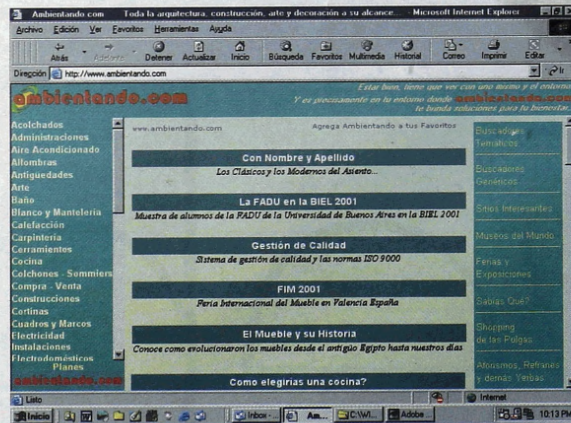 Ambientando com Toda la arquitectura, construcción, arte y decoración a su alcance. - Microsoft Internet Explorer
Archivo Edición Ver Favoritos Herramientas Ayuda
Atrás Adelante Detener Actualizar Inicio Búsqueda Favoritos Multimedia Historial Correo Imprimir Editar
Dirección http://www.ambientando.com Ir
ambientando.com
Estar bien, tiene que ver con uno mismo y el entorno
Y es precisamente en tu entorno donde ambientando.com
te brinda soluciones para tu bienestar.
Acolchados
Administraciones
Aire Acondicionado
Alfombras
Antigüedades
Arte
Baño
Blanco y Mantelería
Calefacción
Carpintería
Cerramientos
Cocina
Colchones - Sommiers
Compra - Venta
Construcciones
Cortinas
Cuadros y Marcos
Electricidad
Instalaciones
Electrodomésticos
Planes
ambientando.com
www.ambientando.com Agrega Ambientando a tus Favoritos
Con Nombre y Apellido
Los Clásicos y los Modernos del Asiento...
La FADU en la BIEL 2001
Muestra de alumnos de la FADU de la Universidad de Buenos Aires en la BIEL 2001
Gestión de Calidad
Sistema de gestión de calidad y las normas ISO 9000
FIM 2001
Feria Internacional del Mueble en Valencia España
El Mueble y su Historia
Conoce como evolucionaron los muebles desde el antigüo Egipto hasta nuestros días
Como elegirías una cocina?
Buscadores
Temáticos
Buscadores
Genéricos
Sitios Interesantes
Museos del Mundo
Ferias y
Exposiciones
Sabías Qué?
Shopping
de las Pulgas
Aforismos, Refranes
y demás Yerbas
Listo Internet
Inicio Inbox -... Am... C:\WI... Adobe 10:13 PM